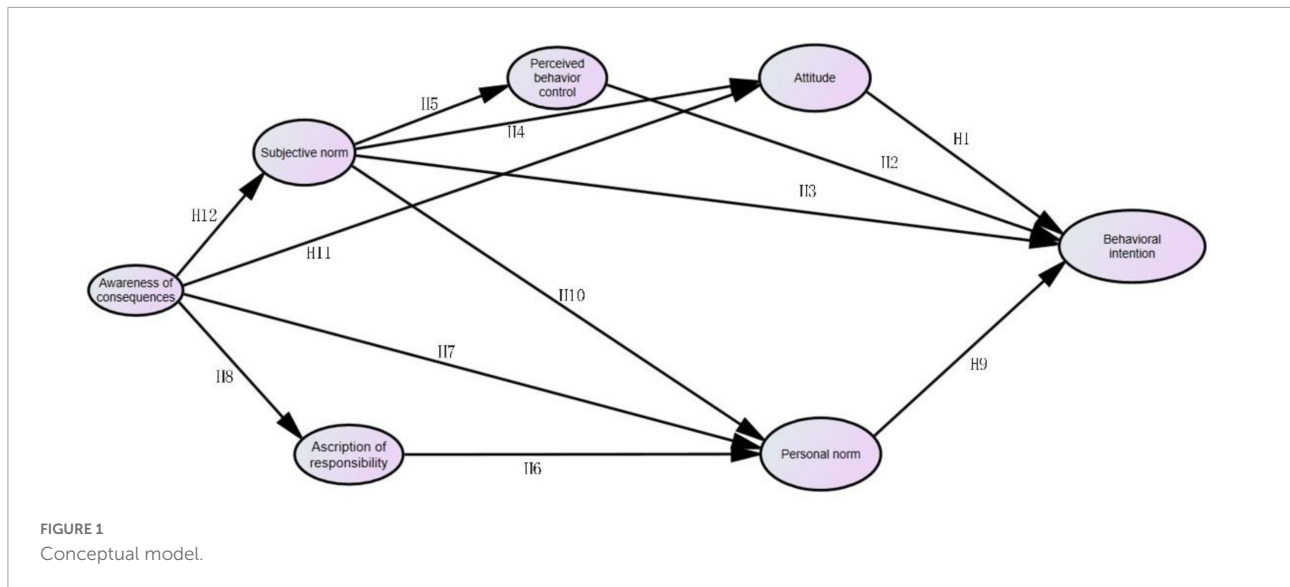 Perceived
behavior
control
Attitude
H5
H4
H1
Subjective norm
H2
H3
H12
Behavioral
intention
H11
Awareness of
consequences
H10
H7
H9
H8
Ascription of
responsibility
Personal norm
H6
FIGURE 1
Conceptual model.